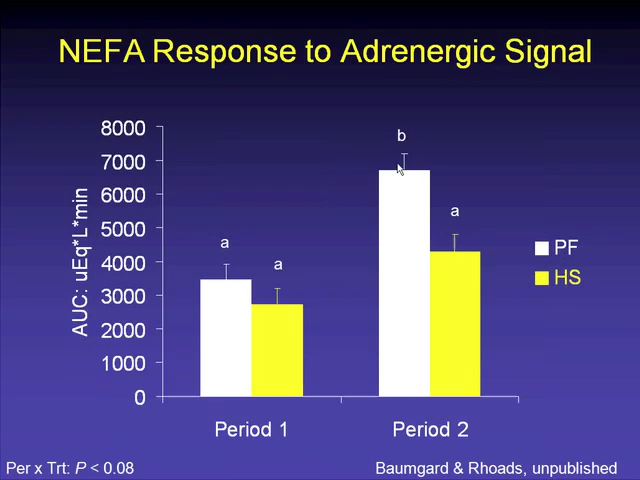 NEFA Response to Adrenergic Signal
AUC: uEq*L*min
8000
7000
6000
5000
4000
3000
2000
1000
0
a
a
b
a
Period 1
Period 2
PF
HS
Per x Trt: P < 0.08
Baumgard & Rhoads, unpublished